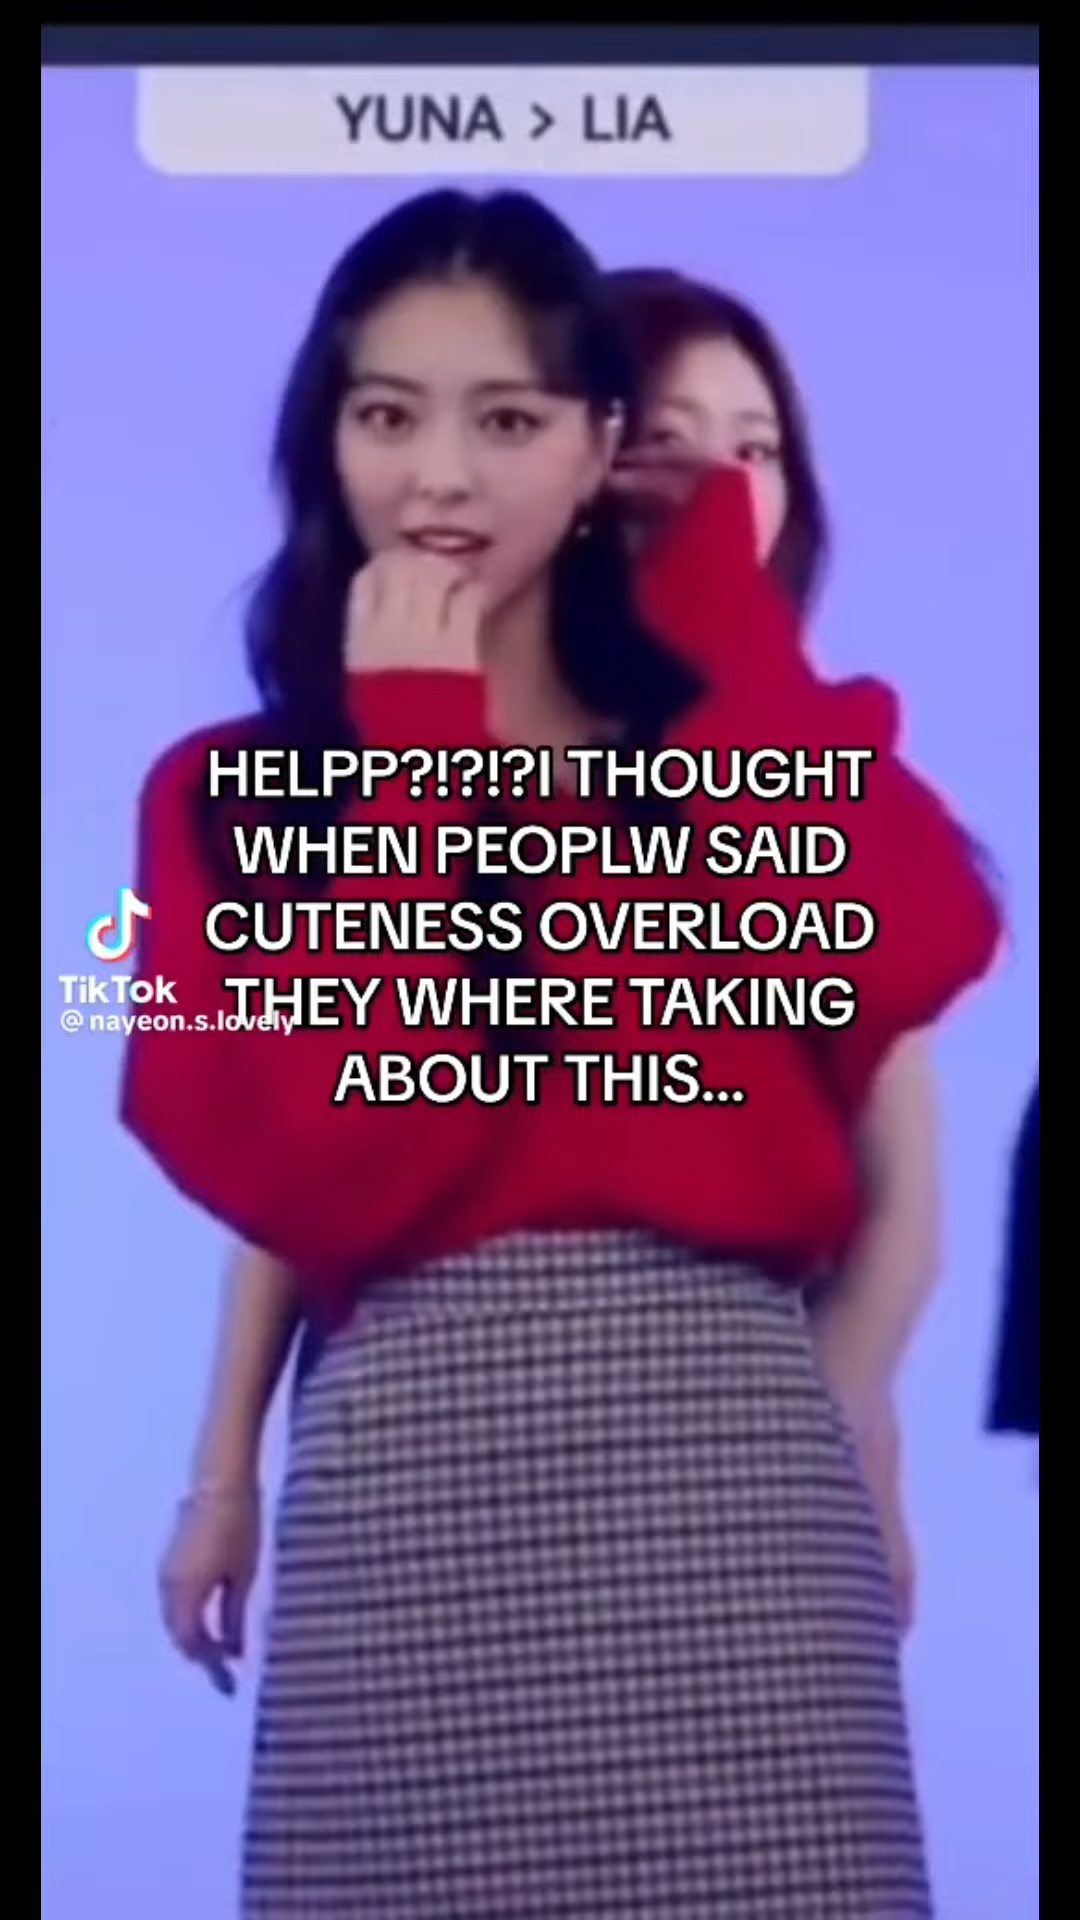 YUNA > LIA
HELPP?!?!?I THOUGHT
WHEN PEOPLW SAID
CUTENESS OVERLOAD
THEY WHERE TAKING
ABOUT THIS...
TikTok
@nayeon.s.lovely